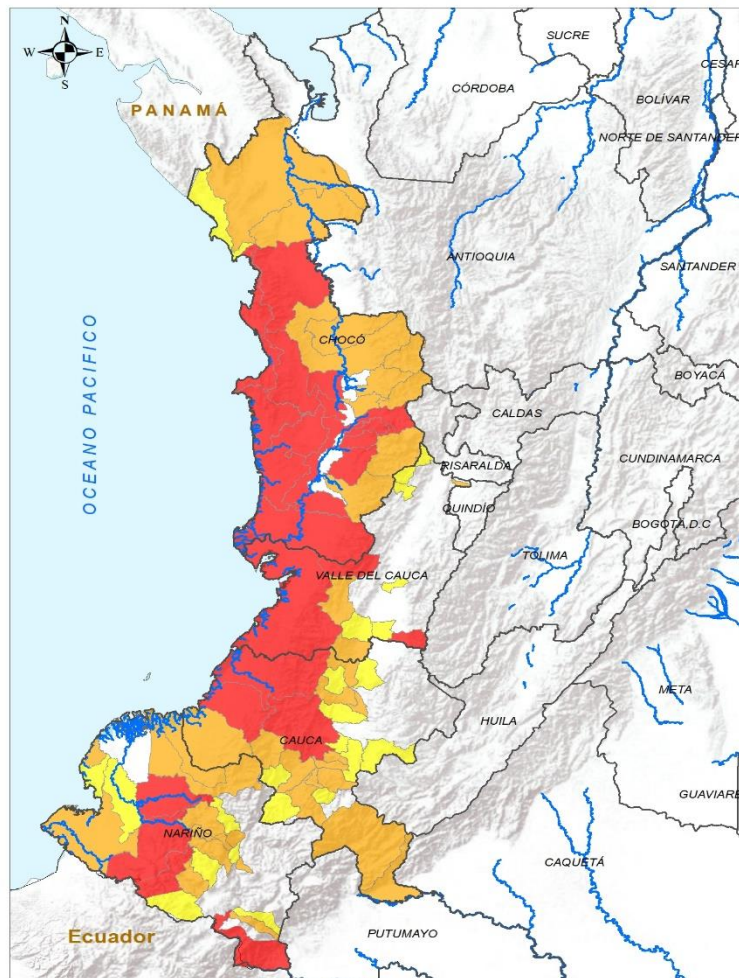 N
W E
S
SUCRE
CESAR
CÓRDOBA
BOLÍVAR
PANAMÁ
NORTE DE SANTANDER
ANTIOQUIA
SANTANDER
OCEANO PACIFICO
CHOCÓ
BOYACÁ
CALDAS
RISARALDA
CUNDINAMARCA
QUINDÍO
BOGOTÁ, D.C
TOLIMA
VALLE DEL CAUCA
META
HUILA
CAUCA
GUAVIARE
NARIÑO
CAQUETÁ
Ecuador
PUTUMAYO